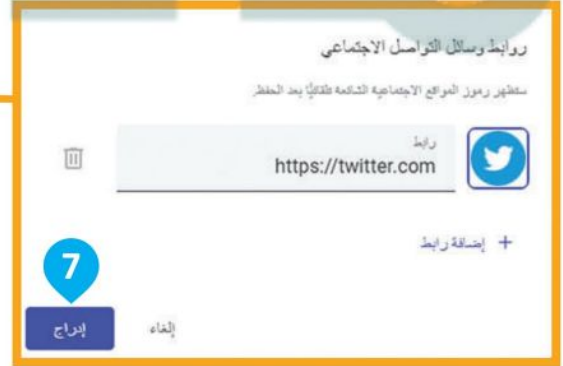 روابط وسائل التواصل الاجتماعي
ستظهر رموز المواقع الاجتماعية الشائعة تلقائيًا بعد الحفظ.
رابط
https://twitter.com
+ إضافة رابط
7
إلغاء
إدراج